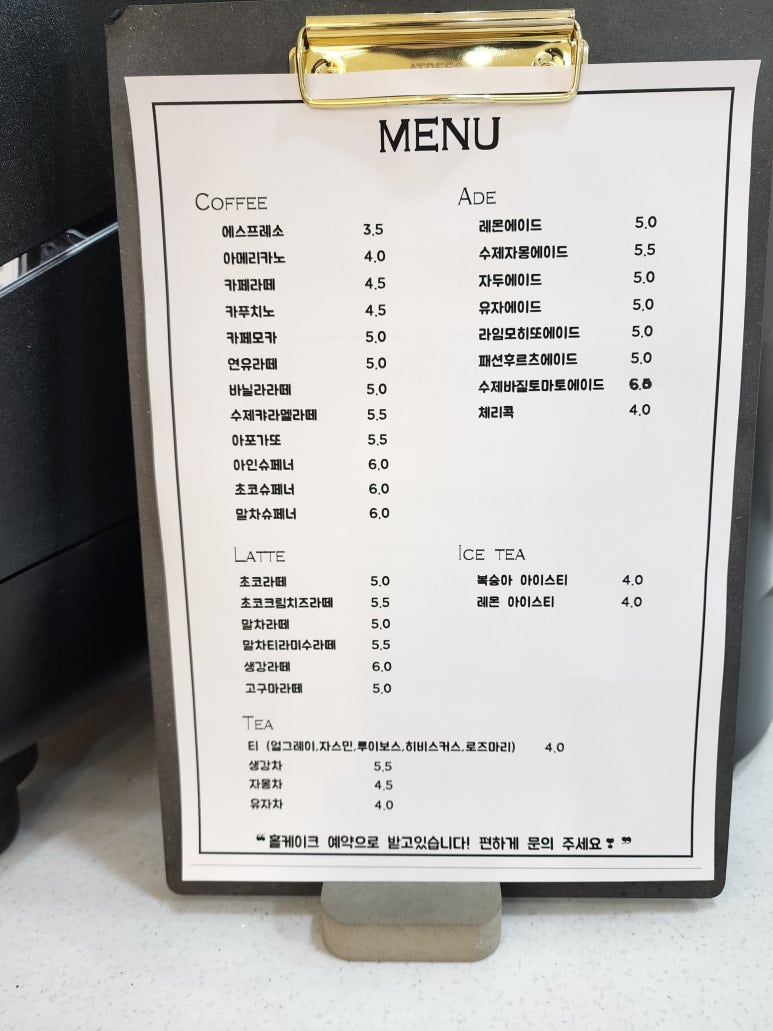 MENU
COFFEE
에스프레소 3.5
아메리카노 4.0
카페라떼 4.5
카푸치노 4.5
카페모카 5.0
연유라떼 5.0
바닐라라떼 5.0
수제캬라멜라떼 5.5
아포가또 5.5
아인슈페너 6.0
초코슈페너 6.0
말차슈페너 6.0
ADE
레몬에이드 5.0
수제자몽에이드 5.5
자두에이드 5.0
유자에이드 5.0
라임모히또에이드 5.0
패션후르츠에이드 5.0
수제바질토마토에이드
체리콕 4.0
LATTE
초코라떼 5.0
초코크림치즈라떼 5.5
말차라떼 5.0
말차티라미수라떼 5.5
생강라떼 6.0
고구마라떼 5.0
ICE TEA
복숭아 아이스티 4.0
레몬 아이스티 4.0
TEA
티 (얼그레이,자스민,루이보스,히비스커스,로즈마리) 4.0
생강차 5.5
자몽차 4.5
유자차 4.0
❝ 홀케이크 예약으로 받고있습니다! 편하게 문의 주세요❣ ❞